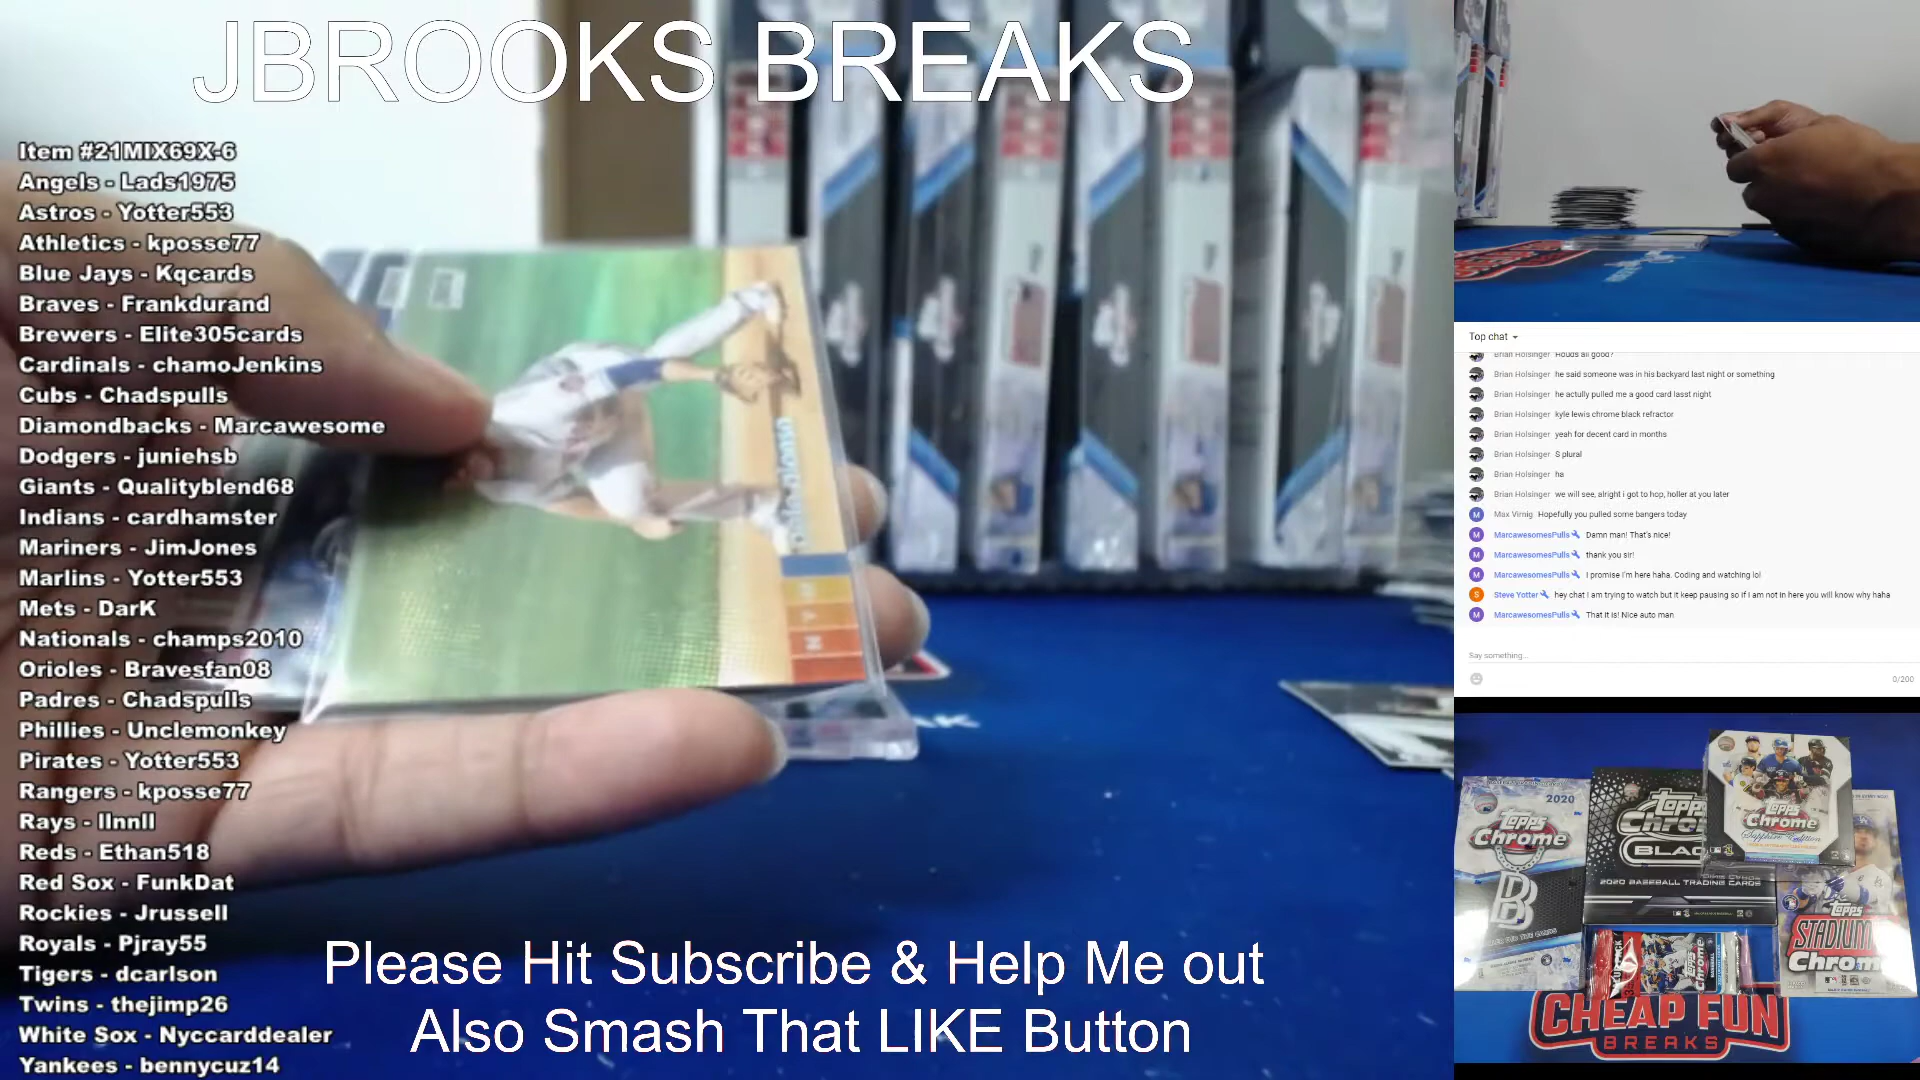 JBROOKS BREAKS
Item #21MIX69X-6
Angels - Lads1975
Astros - Yotter553
Athletics - kposse77
Blue Jays - Kqcards
Braves - Frankdurand
Brewers - Elite305cards
Cardinals - chamoJenkins
Cubs - Chadspulls
Diamondbacks - Marcawesome
Dodgers - juniehsb
Giants - Qualityblend68
Indians - cardhamster
Mariners - JimJones
Marlins - Yotter553
Mets - DarK
Nationals - champs2010
Orioles - Bravesfan08
Padres - Chadspulls
Phillies - Unclemonkey
Pirates - Yotter553
Rangers - kposse77
Rays - llnnll
Reds - Ethan518
Red Sox - FunkDat
Rockies - Jrussell
Royals - Pjray55
Tigers - dcarlson
Twins - thejimp26
White Sox - Nyccarddealer
Yankees - bennycuz14
Please Hit Subscribe & Help Me out
Also Smash That LIKE Button
Top chat
Brian Holsinger Houds all good?
Brian Holsinger he said someone was in his backyard last night or something
Brian Holsinger he actully pulled me a good card lasst night
Brian Holsinger kyle lewis chrome black refractor
Brian Holsinger yeah for decent card in months
Brian Holsinger S plural
Brian Holsinger ha
Brian Holsinger we will see, alright i got to hop, holler at you later
Max Virnig Hopefully you pulled some bangers today
MarcawesomesPulls Damn man! That's nice!
MarcawesomesPulls thank you sir!
MarcawesomesPulls I promise I'm here haha. Coding and watching lol
Steve Yotter hey chat I am trying to watch but it keep pausing so if I am not in here you will know why haha
MarcawesomesPulls That it is! Nice auto man
Say something...
0/200
2020
Topps
Chrome
Topps
BLAC
2020 BASEBALL TRADING CARDS
Topps
Chrome
Sapphire Edition
Topps
Chrome
Topps
STADIUM
Chrome
CHEAP FUN
BREAKS